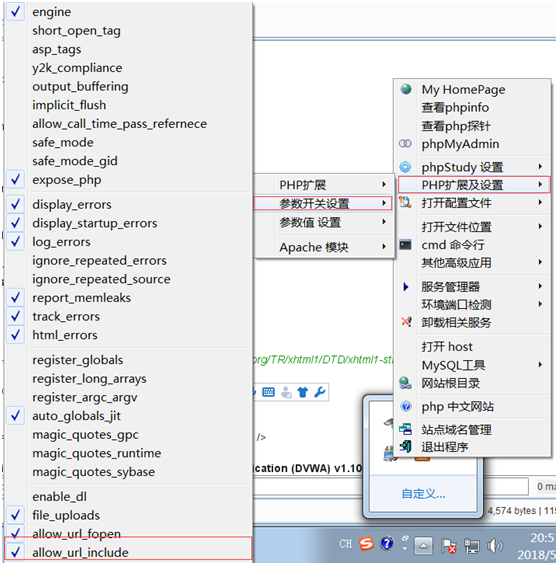 engine
short_open_tag
asp_tags
y2k_compliance
output_buffering
implicit_flush
allow_call_time_pass_refernece
safe_mode
safe_mode_gid
expose_php
display_errors
display_startup_errors
log_errors
ignore_repeated_errors
ignore_repeated_source
report_memleaks
track_errors
html_errors
register_globals
register_long_arrays
register_argc_argv
auto_globals_jit
magic_quotes_gpc
magic_quotes_runtime
magic_quotes_sybase
enable_dl
file_uploads
allow_url_fopen
allow_url_include
PHP扩展
参数开关设置
参数值 设置
Apache 模块
My HomePage
查看phpinfo
查看php探针
phpMyAdmin
phpStudy 设置
PHP扩展及设置
打开配置文件
打开文件位置
cmd 命令行
其他高级应用
服务管理器
环境端口检测
卸载相关服务
打开 host
MySQL工具
网站根目录
php 中文网站
站点域名管理
退出程序
org/TR/xhtml1/DTD/xhtml1-st
/>
ication (DVWA) v1.10
自定义...
0 ma
4,574 bytes | 115
CH
20:5
2018/5